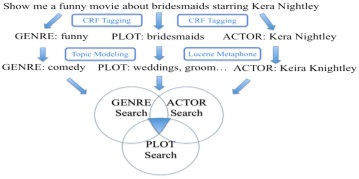 Show me a funny movie about bridesmaids starring Kera Nightley
CRF Tagging CRF Tagging
GENRE: funny PLOT: bridesmaids ACTOR: Kera Nightley
Topic Modeling Lucene Metaphone
GENRE: comedy PLOT: weddings, groom... ACTOR: Keira Knightley
GENRE ACTOR
Search Search
PLOT
Search